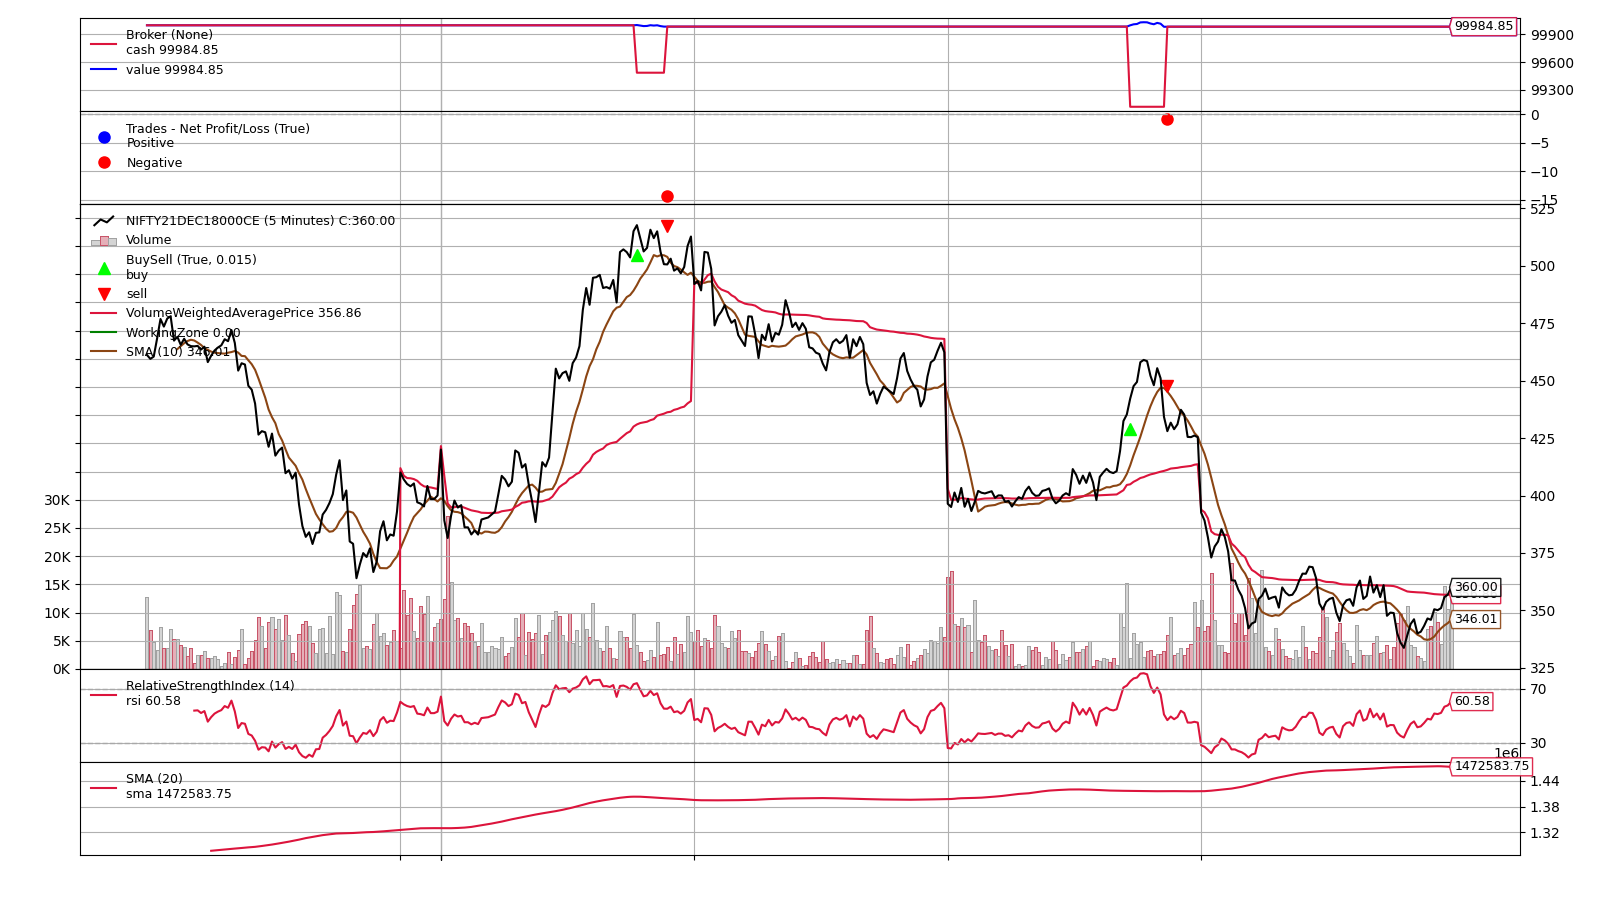 Broker (None)
cash 99984.85
value 99984.85
99984.85
99900
99600
99300
Trades - Net Profit/Loss (True)
Positive
Negative
0
−5
−10
−15
NIFTY21DEC18000CE (5 Minutes) C:360.00
Volume
BuySell (True, 0.015)
buy
sell
VolumeWeightedAveragePrice 356.86
WorkingZone 0.00
SMA (10) 346.01
525
500
475
450
425
400
375
350
325
360.00
346.01
30K
25K
20K
15K
10K
5K
0K
RelativeStrengthIndex (14)
rsi 60.58
70
60.58
30
1e6
SMA (20)
sma 1472583.75
1472583.75
1.44
1.38
1.32